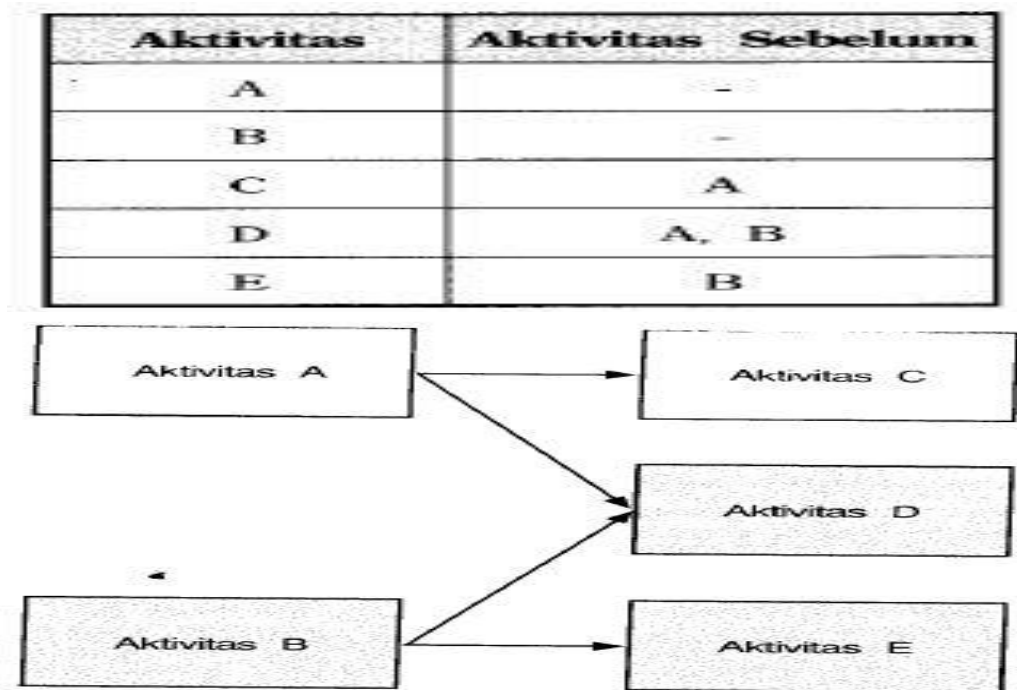 Aktivitas Aktivitas Sebelum
A -
B -
C A
D A, B
E B
Aktivitas A
Aktivitas C
Aktivitas D
Aktivitas B
Aktivitas E